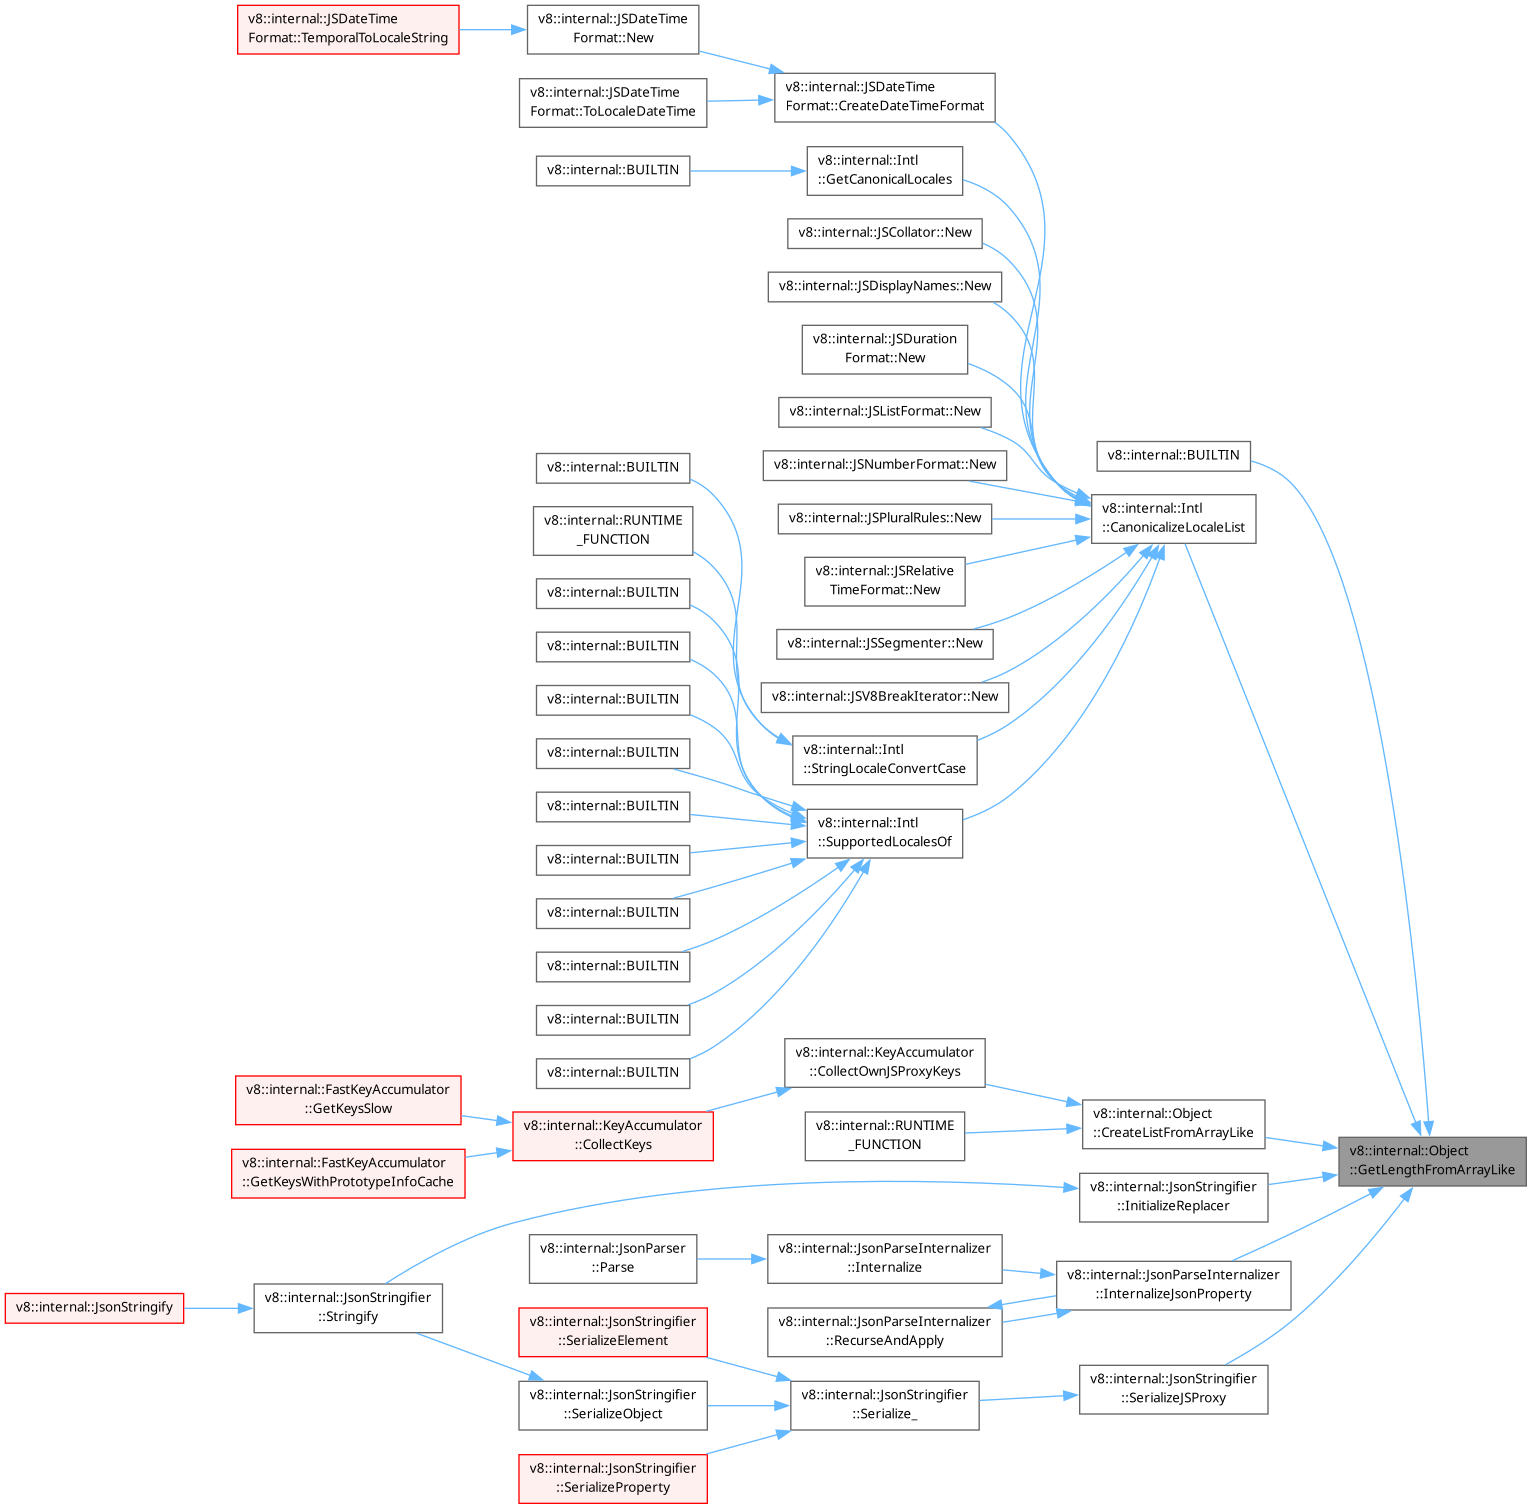 v8::internal::JSDateTime
Format::TemporalToLocaleString
v8::internal::JSDateTime
Format::New
v8::internal::JSDateTime
Format::ToLocaleDateTime
v8::internal::JSDateTime
Format::CreateDateTimeFormat
v8::internal::BUILTIN
v8::internal::Intl
::GetCanonicalLocales
v8::internal::JSCollator::New
v8::internal::JSDisplayNames::New
v8::internal::JSDuration
Format::New
v8::internal::JSListFormat::New
v8::internal::JSNumberFormat::New
v8::internal::JSPluralRules::New
v8::internal::JSRelative
TimeFormat::New
v8::internal::JSSegmenter::New
v8::internal::JSV8BreakIterator::New
v8::internal::Intl
::StringLocaleConvertCase
v8::internal::Intl
::SupportedLocalesOf
v8::internal::BUILTIN
v8::internal::RUNTIME
_FUNCTION
v8::internal::BUILTIN
v8::internal::BUILTIN
v8::internal::BUILTIN
v8::internal::BUILTIN
v8::internal::BUILTIN
v8::internal::BUILTIN
v8::internal::BUILTIN
v8::internal::BUILTIN
v8::internal::BUILTIN
v8::internal::BUILTIN
v8::internal::BUILTIN
v8::internal::Intl
::CanonicalizeLocaleList
v8::internal::KeyAccumulator
::CollectOwnJSProxyKeys
v8::internal::FastKeyAccumulator
::GetKeysSlow
v8::internal::KeyAccumulator
::CollectKeys
v8::internal::RUNTIME
_FUNCTION
v8::internal::Object
::CreateListFromArrayLike
v8::internal::FastKeyAccumulator
::GetKeysWithPrototypeInfoCache
v8::internal::Object
::GetLengthFromArrayLike
v8::internal::JsonStringifier
::InitializeReplacer
v8::internal::JsonParser
::Parse
v8::internal::JsonParseInternalizer
::Internalize
v8::internal::JsonParseInternalizer
::InternalizeJsonProperty
v8::internal::JsonStringify
v8::internal::JsonStringifier
::Stringify
v8::internal::JsonStringifier
::SerializeElement
v8::internal::JsonParseInternalizer
::RecurseAndApply
v8::internal::JsonStringifier
::SerializeObject
v8::internal::JsonStringifier
::Serialize_
v8::internal::JsonStringifier
::SerializeJSProxy
v8::internal::JsonStringifier
::SerializeProperty